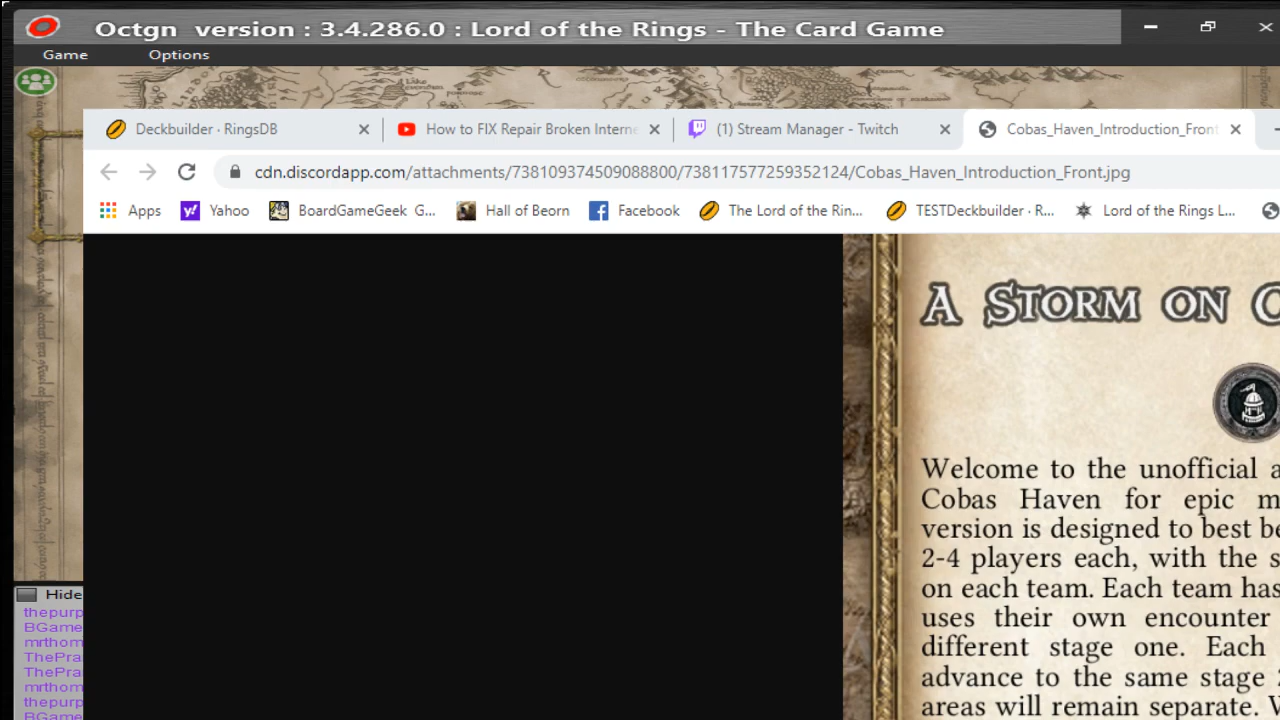 Octgn version : 3.4.286.0 : Lord of the Rings - The Card Game
Game Options
Deckbuilder · RingsDB
How to FIX Repair Broken Interne
(1) Stream Manager - Twitch
Cobas_Haven_Introduction_Front
cdn.discordapp.com/attachments/738109374509088800/738117577259352124/Cobas_Haven_Introduction_Front.jpg
Apps Yahoo BoardGameGeek G... Hall of Beorn Facebook The Lord of the Rin... TESTDeckbuilder · R... Lord of the Rings L...
A STORM ON C
Welcome to the unofficial a
Cobas Haven for epic m
version is designed to best be
2-4 players each, with the s
on each team. Each team has
uses their own encounter
different stage one. Each
advance to the same stage 2
areas will remain separate. W
Hide
thepurp
BGame
mrthom
ThePra
ThePra
mrthom
thepurp
BGame